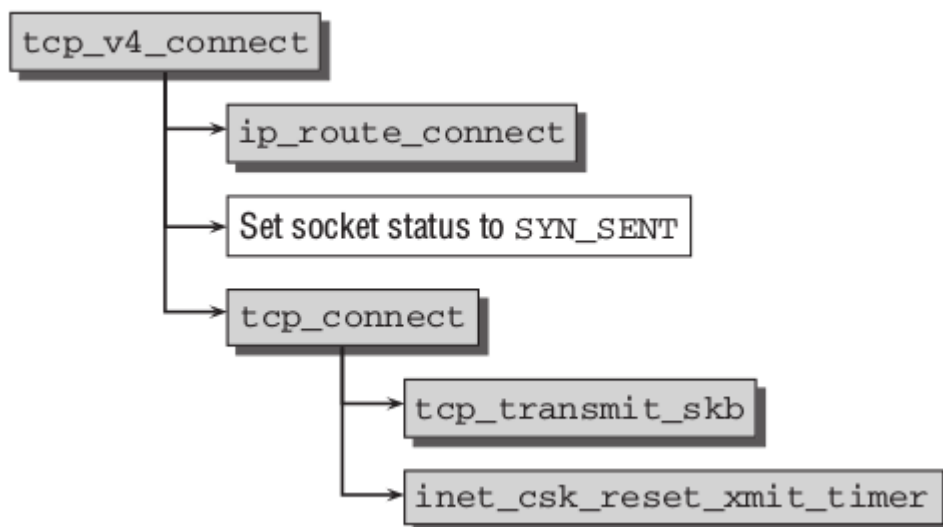 tcp_v4_connect
ip_route_connect
Set socket status to SYN_SENT
tcp_connect
tcp_transmit_skb
inet_csk_reset_xmit_timer